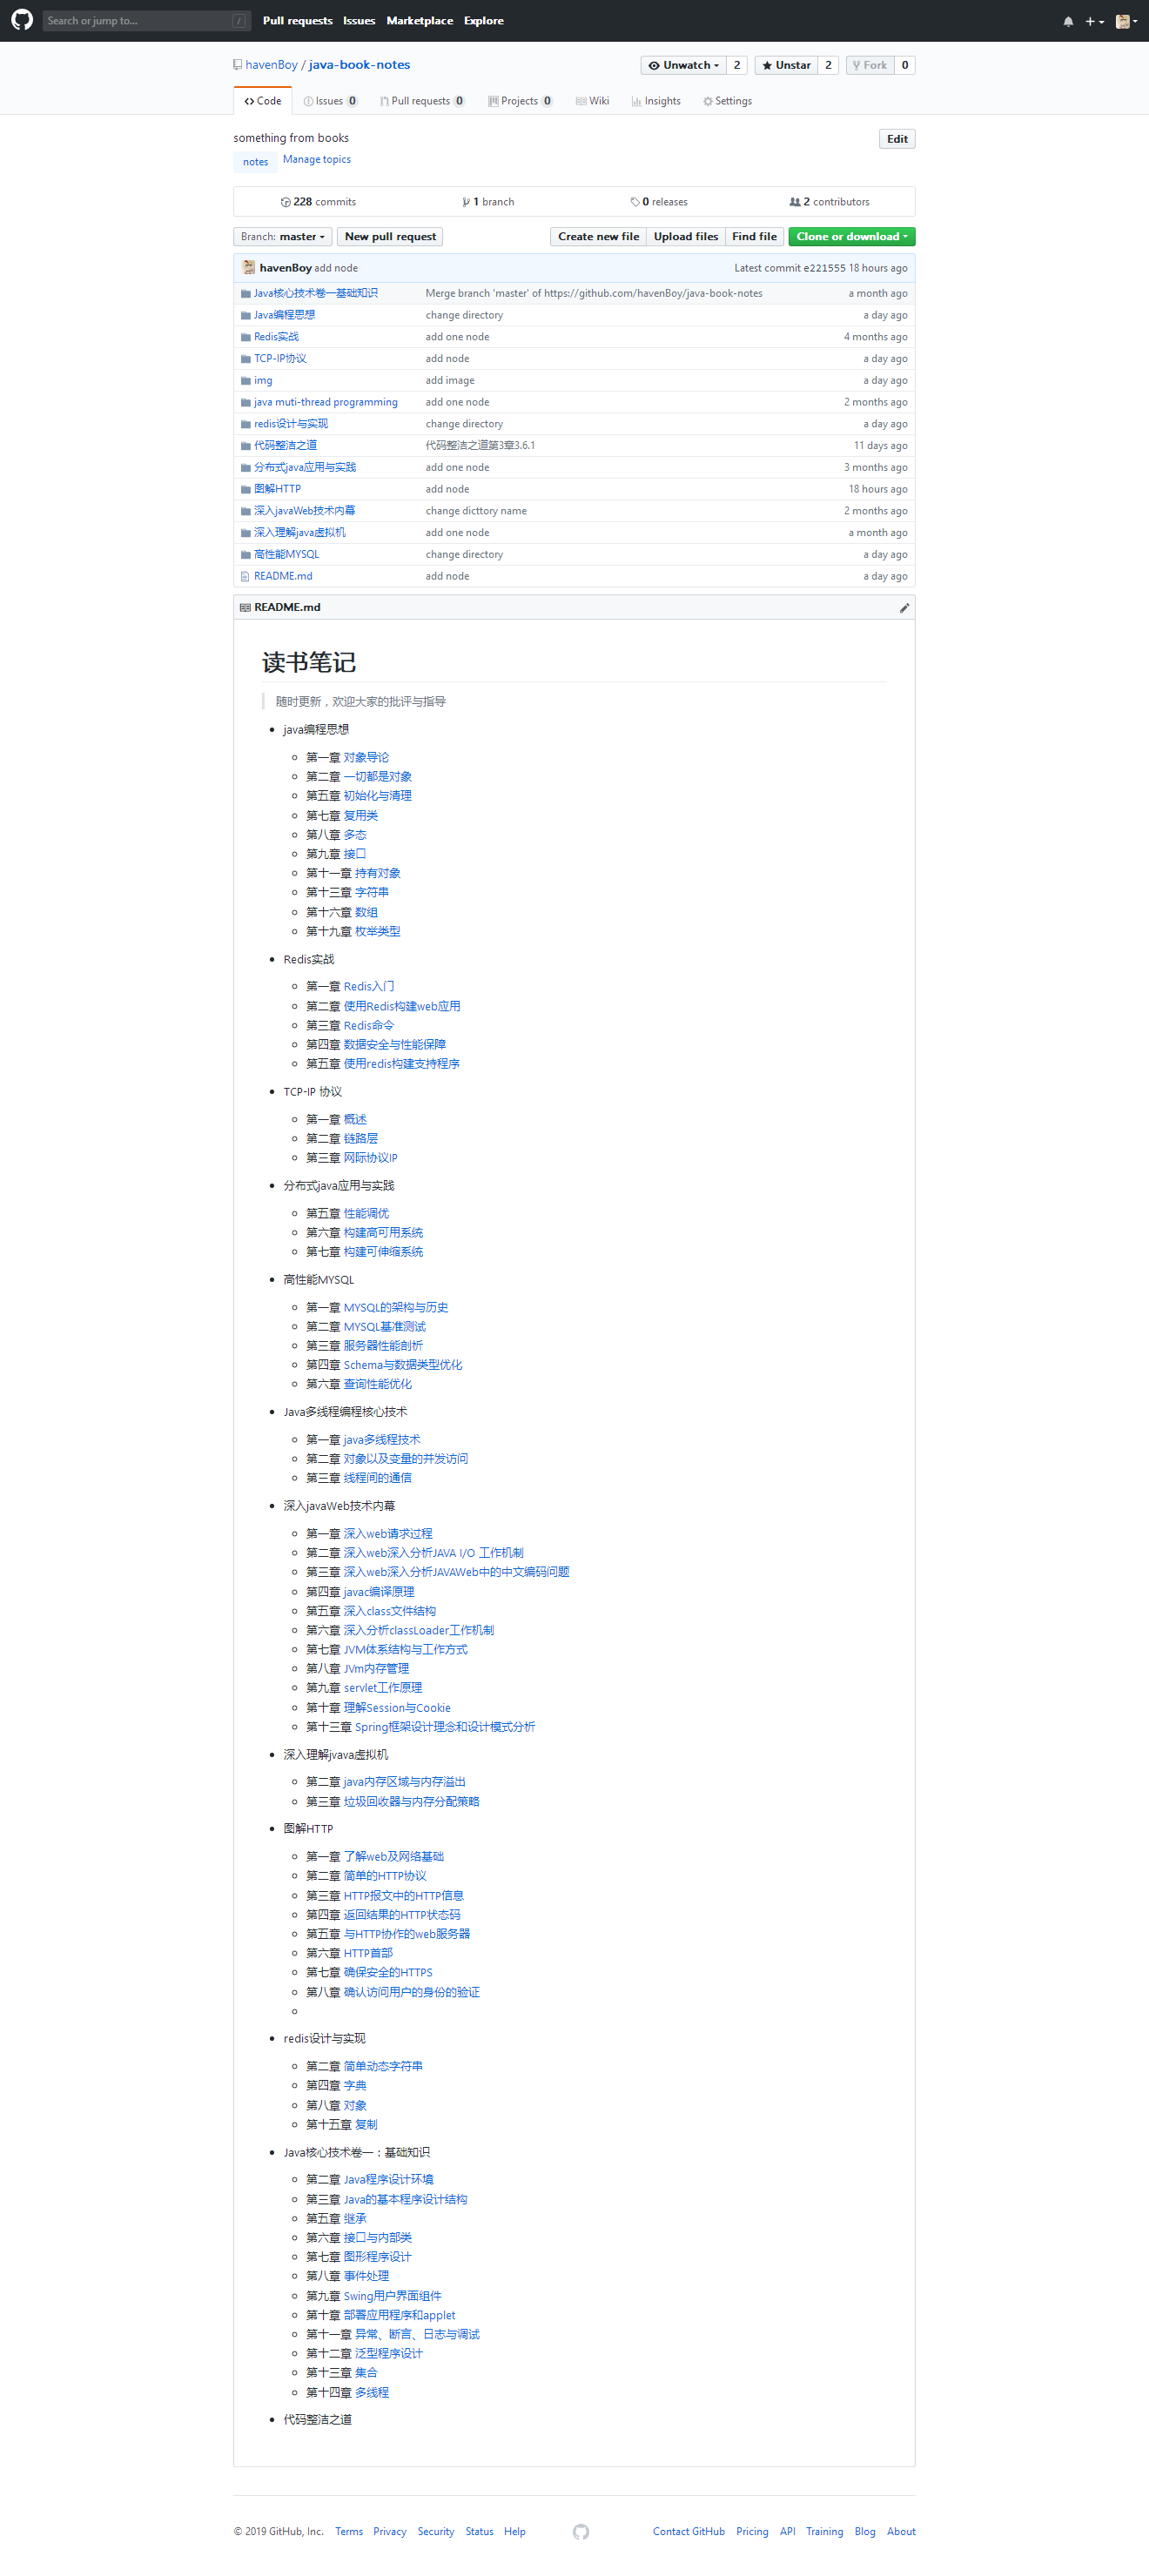 Search or jump to... /
Pull requests Issues Marketplace Explore
havenBoy / java-book-notes
Unwatch 2 Unstar 2 Fork 0
Code Issues 0 Pull requests 0 Projects 0 Wiki Insights Settings
something from books
Edit
notes Manage topics
228 commits 1 branch 0 releases 2 contributors
Branch: master New pull request Create new file Upload files Find file Clone or download
havenBoy add node Latest commit e221555 18 hours ago
Java核心技术卷一基础知识 Merge branch 'master' of https://github.com/havenBoy/java-book-notes a month ago
Java编程思想 change directory a day ago
Redis实战 add one node 4 months ago
TCP-IP协议 add node a day ago
img add image a day ago
java muti-thread programming add one node 2 months ago
redis设计与实现 change directory a day ago
代码整洁之道 代码整洁之道第3章3.6.1 11 days ago
分布式java应用与实践 add one node 3 months ago
图解HTTP add node 18 hours ago
深入javaWeb技术内幕 change dicttory name 2 months ago
深入理解java虚拟机 add one node a month ago
高性能MYSQL change directory a day ago
README.md add node a day ago
README.md
读书笔记
随时更新，欢迎大家的批评与指导
java编程思想
第一章 对象导论
第二章 一切都是对象
第五章 初始化与清理
第七章 复用类
第八章 多态
第九章 接口
第十一章 持有对象
第十三章 字符串
第十六章 数组
第十九章 枚举类型
Redis实战
第一章 Redis入门
第二章 使用Redis构建web应用
第三章 Redis命令
第四章 数据安全与性能保障
第五章 使用redis构建支持程序
TCP-IP 协议
第一章 概述
第二章 链路层
第三章 网际协议IP
分布式java应用与实践
第五章 性能调优
第六章 构建高可用系统
第七章 构建可伸缩系统
高性能MYSQL
第一章 MYSQL的架构与历史
第二章 MYSQL基准测试
第三章 服务器性能剖析
第四章 Schema与数据类型优化
第六章 查询性能优化
Java多线程编程核心技术
第一章 java多线程技术
第二章 对象以及变量的并发访问
第三章 线程间的通信
深入javaWeb技术内幕
第一章 深入web请求过程
第二章 深入web深入分析JAVA I/O 工作机制
第三章 深入web深入分析JAVAWeb中的中文编码问题
第四章 javac编译原理
第五章 深入class文件结构
第六章 深入分析classLoader工作机制
第七章 JVM体系结构与工作方式
第八章 JVm内存管理
第九章 servlet工作原理
第十章 理解Session与Cookie
第十三章 Spring框架设计理念和设计模式分析
深入理解jvava虚拟机
第二章 java内存区域与内存溢出
第三章 垃圾回收器与内存分配策略
图解HTTP
第一章 了解web及网络基础
第二章 简单的HTTP协议
第三章 HTTP报文中的HTTP信息
第四章 返回结果的HTTP状态码
第五章 与HTTP协作的web服务器
第六章 HTTP首部
第七章 确保安全的HTTPS
第八章 确认访问用户的身份的验证
redis设计与实现
第二章 简单动态字符串
第四章 字典
第八章 对象
第十五章 复制
Java核心技术卷一：基础知识
第二章 Java程序设计环境
第三章 Java的基本程序设计结构
第五章 继承
第六章 接口与内部类
第七章 图形程序设计
第八章 事件处理
第九章 Swing用户界面组件
第十章 部署应用程序和applet
第十一章 异常、断言、日志与调试
第十二章 泛型程序设计
第十三章 集合
第十四章 多线程
代码整洁之道
© 2019 GitHub, Inc. Terms Privacy Security Status Help Contact GitHub Pricing API Training Blog About